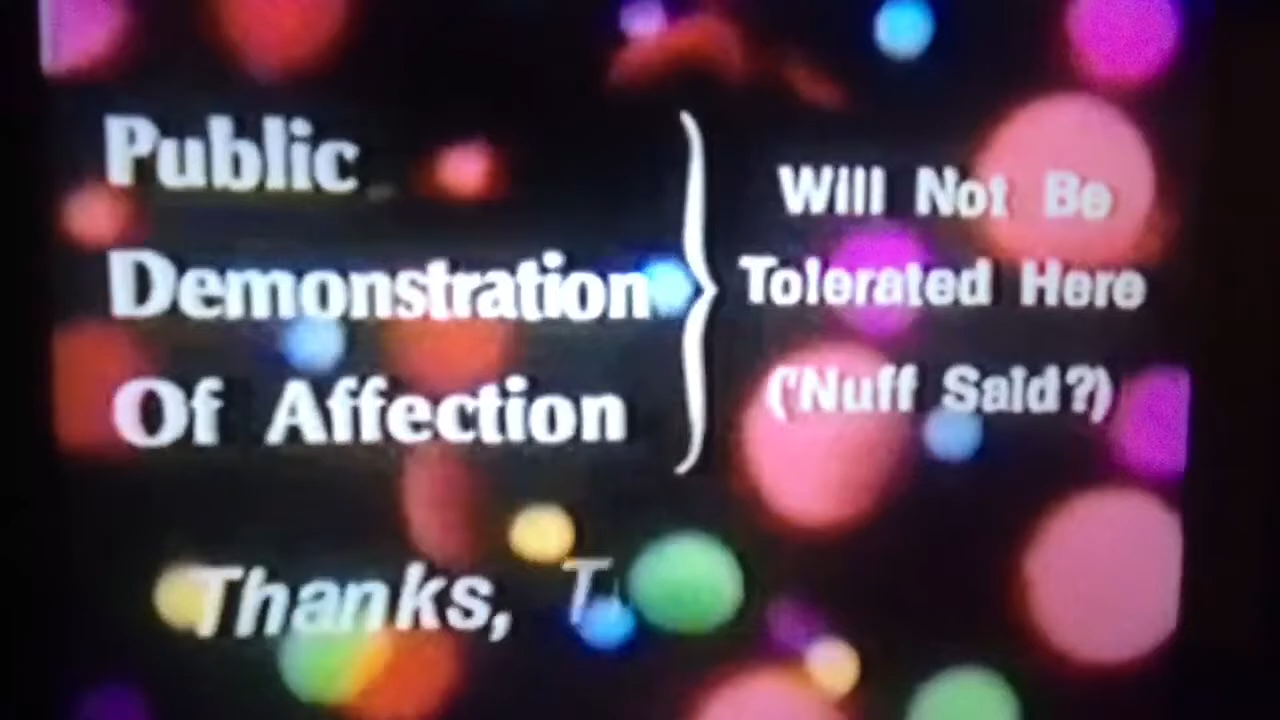 Public
Demonstration
Of Affection
Will Not Be
Tolerated Here
('Nuff Said?)
Thanks, T